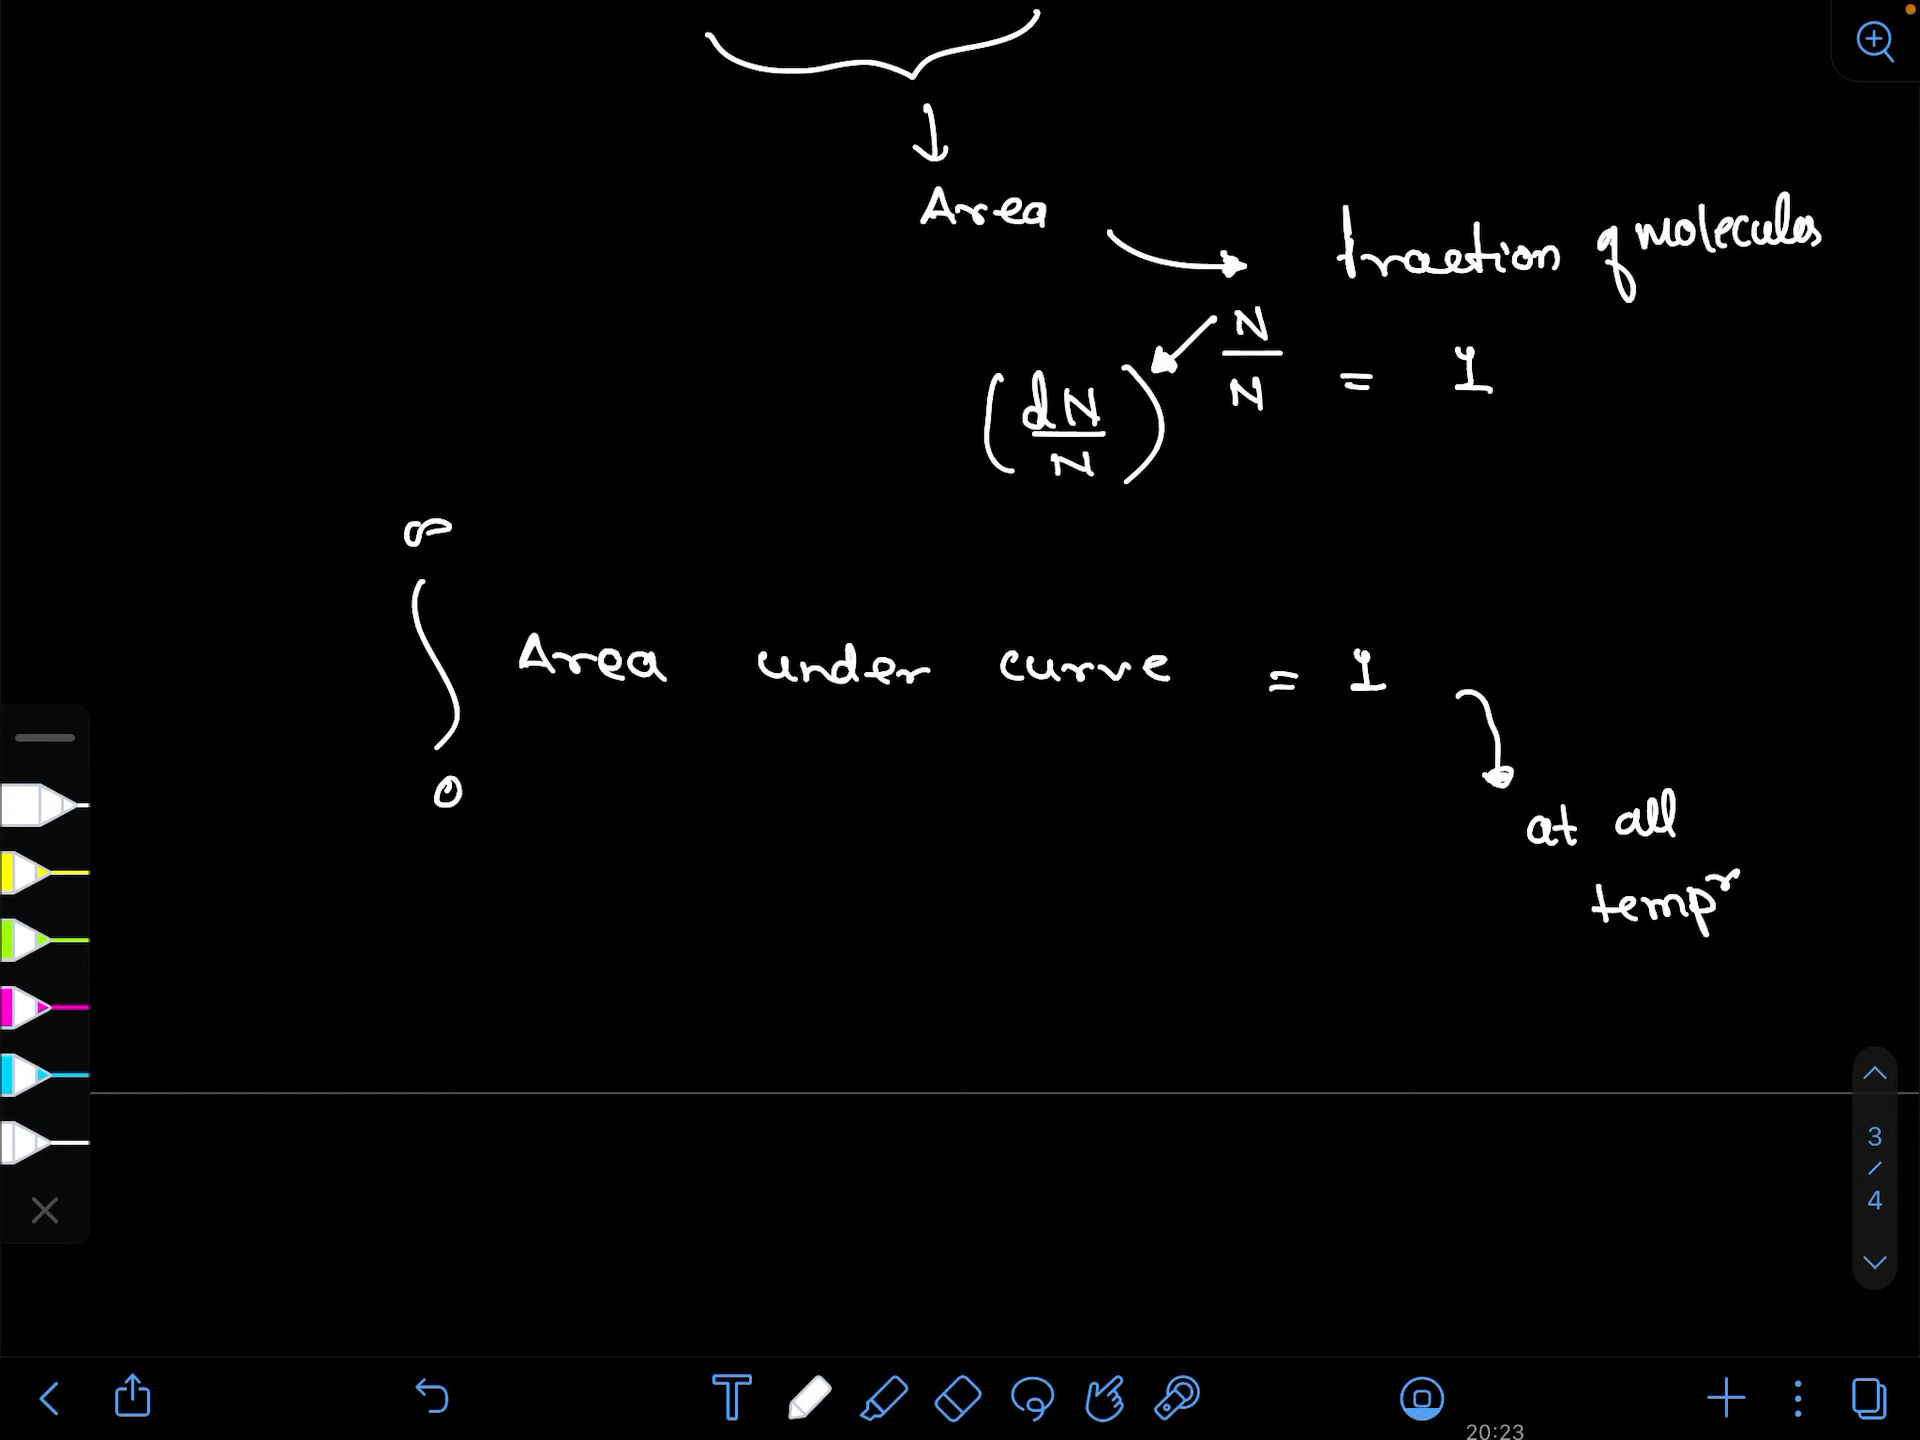 Area
fraction of molecules
N
N
= 1
(dN
N)
∞
∫ Area under curve = 1
0
at all
tempr
3
/
4
T
20:23